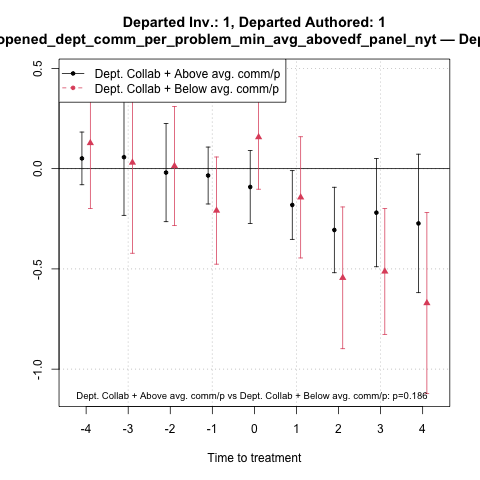 Departed Inv.: 1, Departed Authored: 1
opened_dept_comm_per_problem_min_avg_abovedf_panel_nyt — Dep
Dept. Collab + Above avg. comm/p
Dept. Collab + Below avg. comm/p
0.5
0.0
-0.5
-1.0
Dept. Collab + Above avg. comm/p vs Dept. Collab + Below avg. comm/p: p=0.186
-4 -3 -2 -1 0 1 2 3 4
Time to treatment